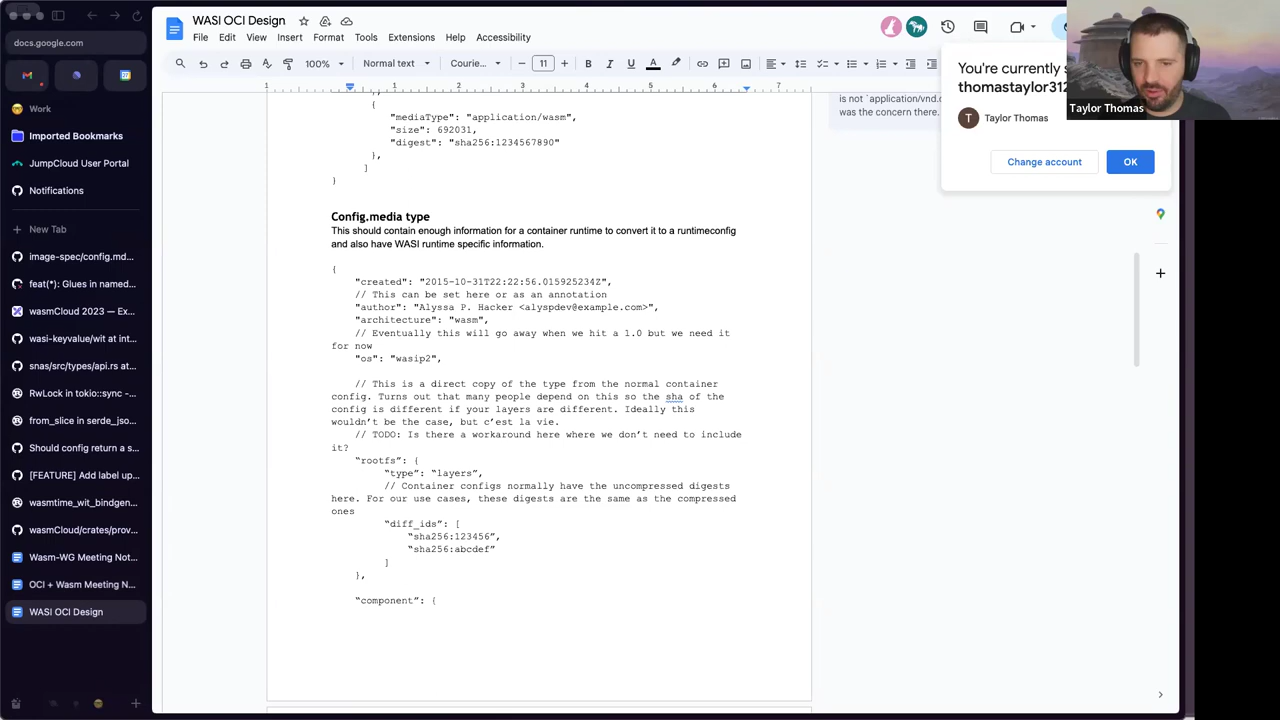 WASI OCI Design
docs.google.com
File Edit View Insert Format Tools Extensions Help Accessibility
100% Normal text Courie... 11
Work
Imported Bookmarks
JumpCloud User Portal
Notifications
New Tab
image-spec/config.md...
feat(*): Glues in named...
wasmCloud 2023 — Ex...
wasi-keyvalue/wit at int...
snas/src/types/api.rs at...
RwLock in tokio::sync -...
from_slice in serde_jso...
Should config return a s...
[FEATURE] Add label up...
wasmtime_wit_bindgen...
wasmCloud/crates/prov...
Wasm-WG Meeting Not...
OCI + Wasm Meeting N...
WASI OCI Design
1 1 2 3 4 5 6 7
},
{
"mediaType": "application/wasm",
"size": 692031,
"digest": "sha256:1234567890"
},
]
}
Config.media type
This should contain enough information for a container runtime to convert it to a runtimeconfig
and also have WASI runtime specific information.
{
"created": "2015-10-31T22:22:56.015925234Z",
// This can be set here or as an annotation
"author": "Alyssa P. Hacker <alyspdev@example.com>",
"architecture": "wasm",
// Eventually this will go away when we hit a 1.0 but we need it
for now
"os": "wasip2",
// This is a direct copy of the type from the normal container
config. Turns out that many people depend on this so the sha of the
config is different if your layers are different. Ideally this
wouldn’t be the case, but c’est la vie.
// TODO: Is there a workaround here where we don’t need to include
it?
“rootfs”: {
“type”: “layers”,
// Container configs normally have the uncompressed digests
here. For our use cases, these digests are the same as the compressed
ones
“diff_ids”: [
“sha256:123456”,
“sha256:abcdef”
]
},
“component”: {
is not `application/vnd.
was the concern there.
You're currently s
thomastaylor312
T Taylor Thomas
Change account OK
Taylor Thomas